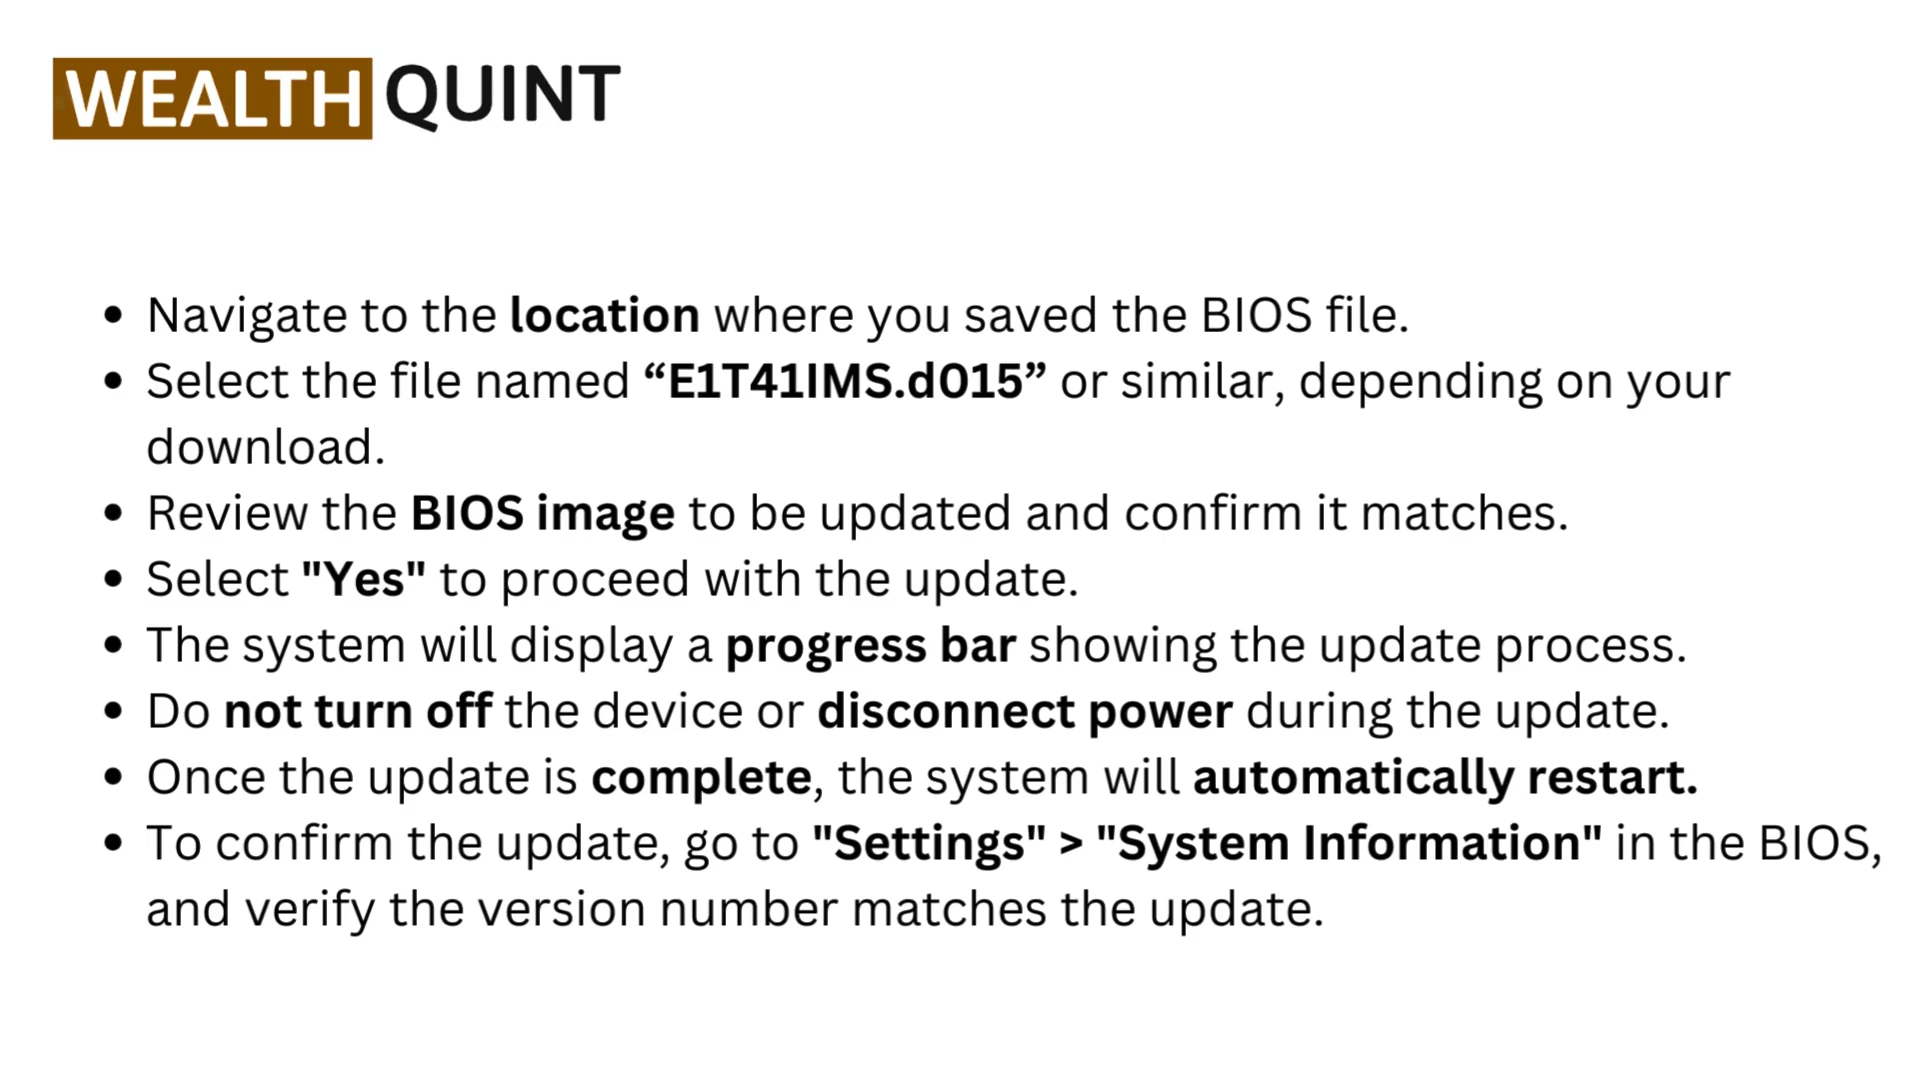 WEALTH QUINT
• Navigate to the location where you saved the BIOS file.
• Select the file named “E1T41IMS.d015” or similar, depending on your
download.
• Review the BIOS image to be updated and confirm it matches.
• Select "Yes" to proceed with the update.
• The system will display a progress bar showing the update process.
• Do not turn off the device or disconnect power during the update.
• Once the update is complete, the system will automatically restart.
• To confirm the update, go to "Settings" > "System Information" in the BIOS,
and verify the version number matches the update.